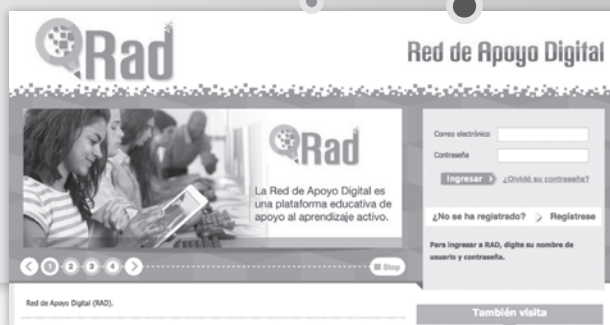 Rad
Red de Apoyo Digital
Rad
La Red de Apoyo Digital es
una plataforma educativa de
apoyo al aprendizaje activo.
Correo electrónico
Contraseña
Ingresar
¿Olvidó su contraseña?
¿No se ha registrado?
Regístrese
Para ingresar a RAD, digite su nombre de
usuario y contraseña.
1 2 3 4
Stop
Red de Apoyo Digital (RAD).
También visita